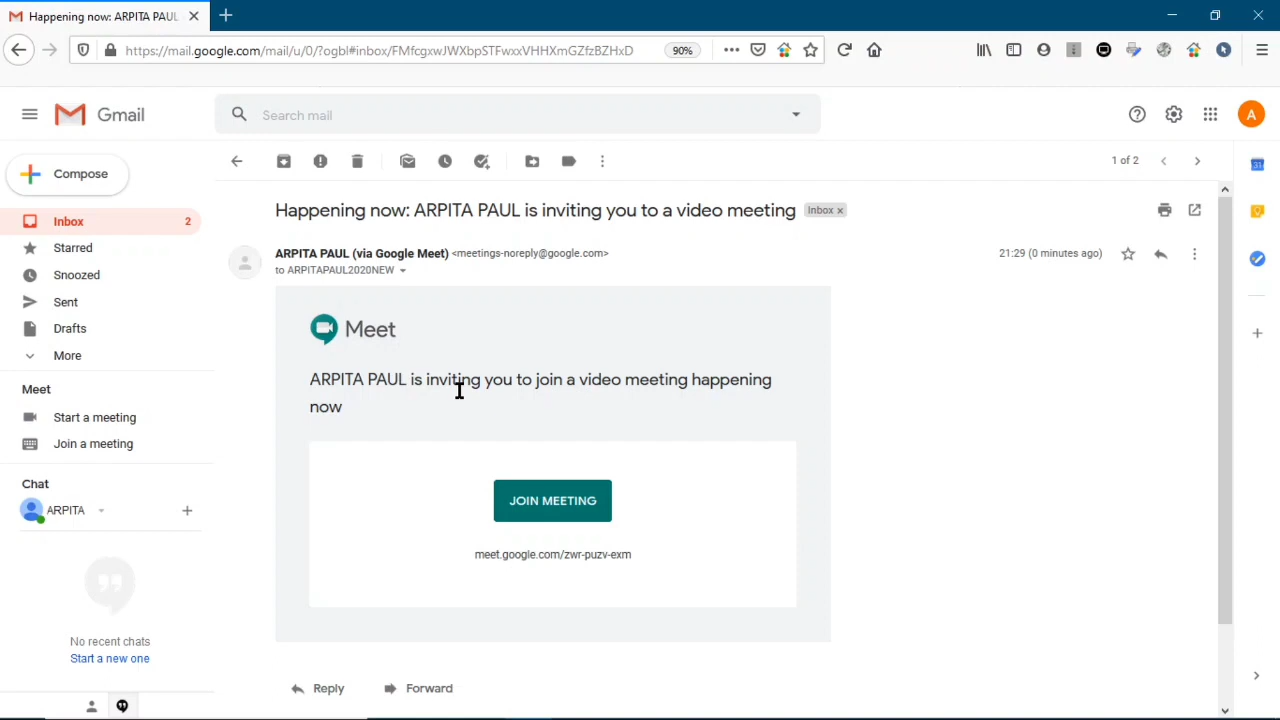 Happening now: ARPITA PAUL
https://mail.google.com/mail/u/0/?ogbl#inbox/FMfcgxwJWXbpSTFwxxVHHXmGZfzBZHxD
90%
Gmail
Search mail
A
Compose
1 of 2
Happening now: ARPITA PAUL is inviting you to a video meeting
Inbox x
31
Inbox 2
Starred
Snoozed
Sent
Drafts
More
Meet
Start a meeting
Join a meeting
Chat
ARPITA
No recent chats
Start a new one
ARPITA PAUL (via Google Meet) <meetings-noreply@google.com>
21:29 (0 minutes ago)
to ARPITAPAUL2020NEW
Meet
ARPITA PAUL is inviting you to join a video meeting happening
now
JOIN MEETING
meet.google.com/zwr-puzv-exm
Reply
Forward